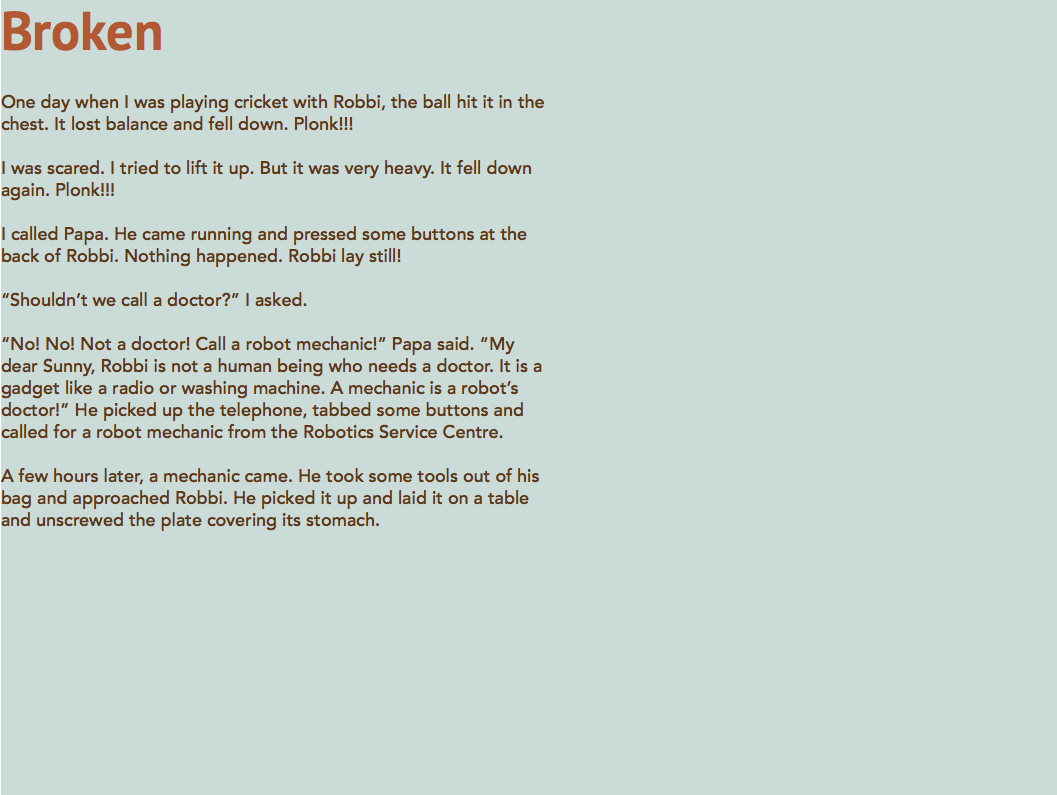 Broken
One day when I was playing cricket with Robbi, the ball hit it in the
chest. It lost balance and fell down. Plonk!!!
I was scared. I tried to lift it up. But it was very heavy. It fell down
again. Plonk!!!
I called Papa. He came running and pressed some buttons at the
back of Robbi. Nothing happened. Robbi lay still!
“Shouldn’t we call a doctor?” I asked.
“No! No! Not a doctor! Call a robot mechanic!” Papa said. “My
dear Sunny, Robbi is not a human being who needs a doctor. It is a
gadget like a radio or washing machine. A mechanic is a robot’s
doctor!” He picked up the telephone, tabbed some buttons and
called for a robot mechanic from the Robotics Service Centre.
A few hours later, a mechanic came. He took some tools out of his
bag and approached Robbi. He picked it up and laid it on a table
and unscrewed the plate covering its stomach.